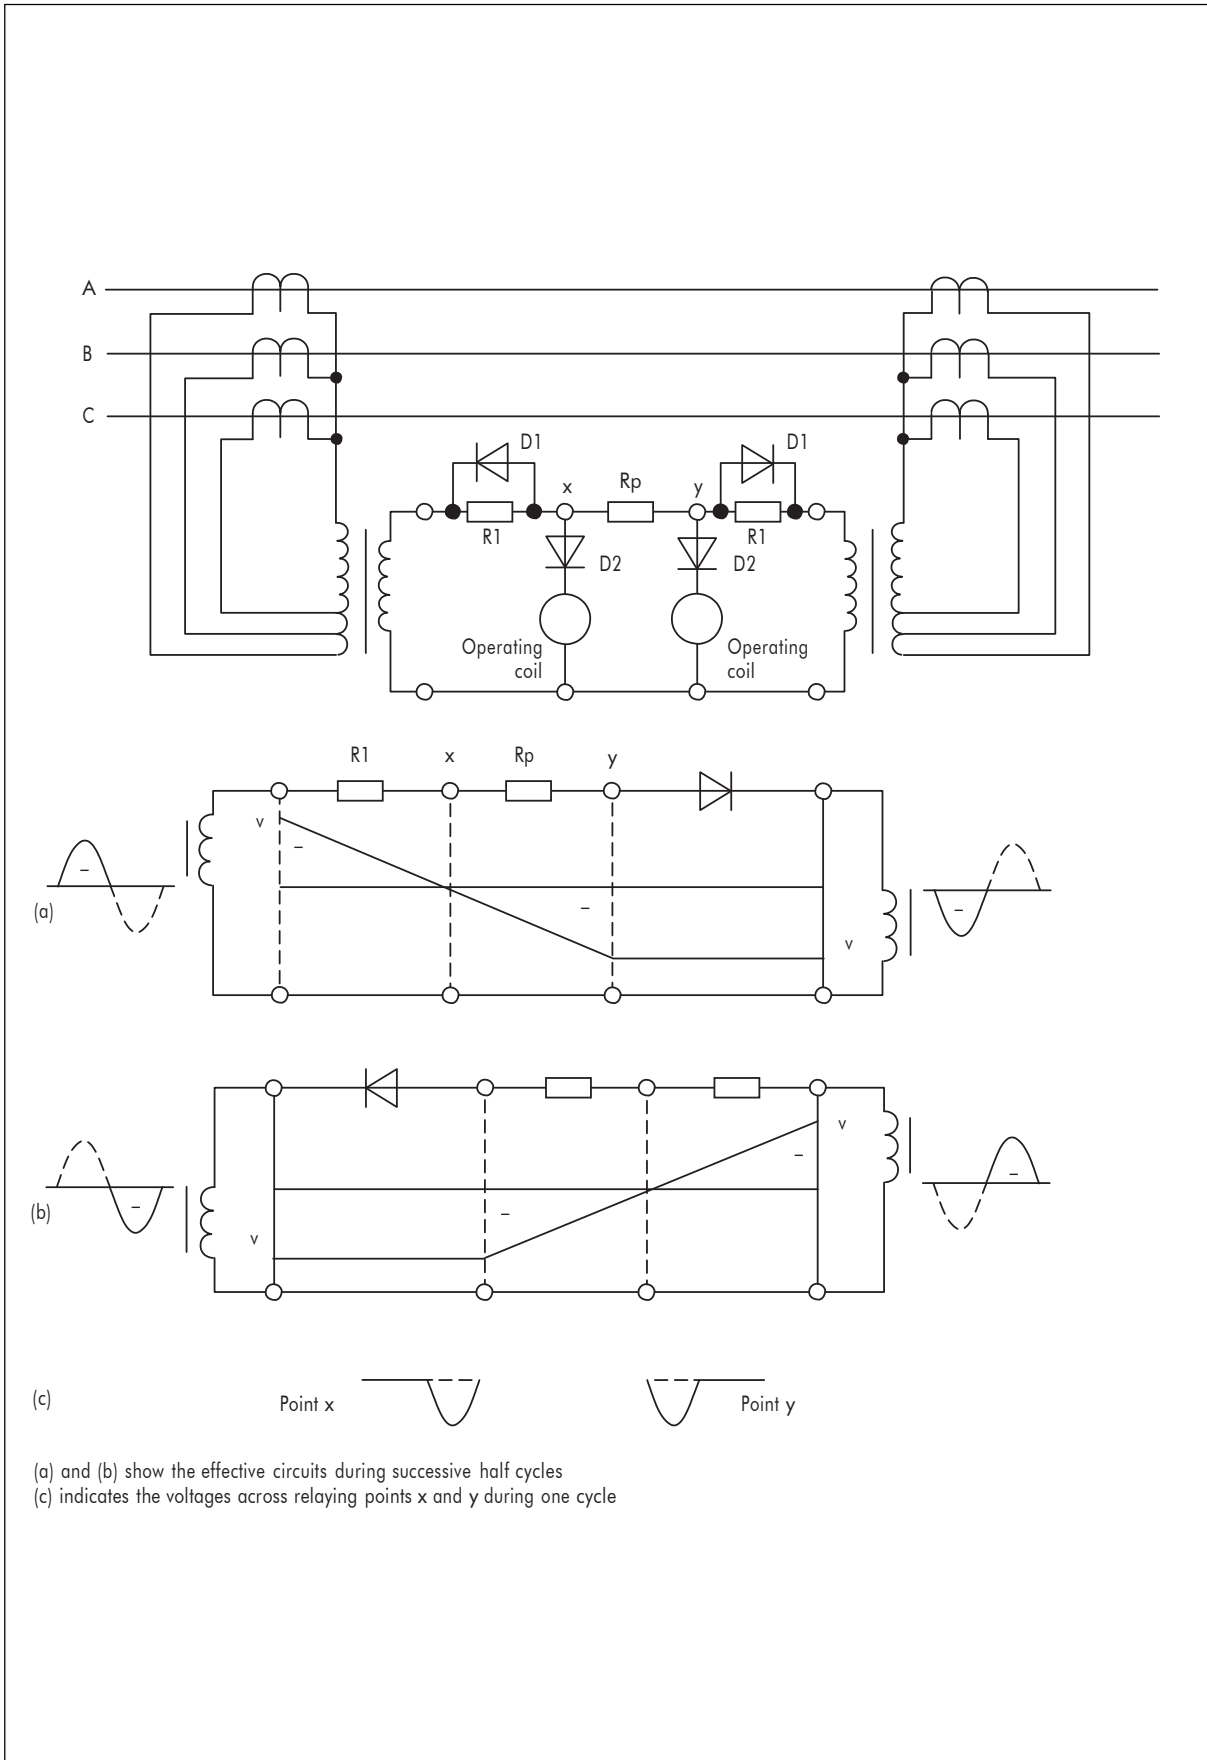 A
B
C
D1
D1
x
Rp
y
R1
R1
D2
D2
Operating
coil
Operating
coil
R1
x
Rp
y
v
–
–
–
–
(a)
v
v
–
–
–
–
(b)
v
(c)
Point x
Point y
(a) and (b) show the effective circuits during successive half cycles
(c) indicates the voltages across relaying points x and y during one cycle